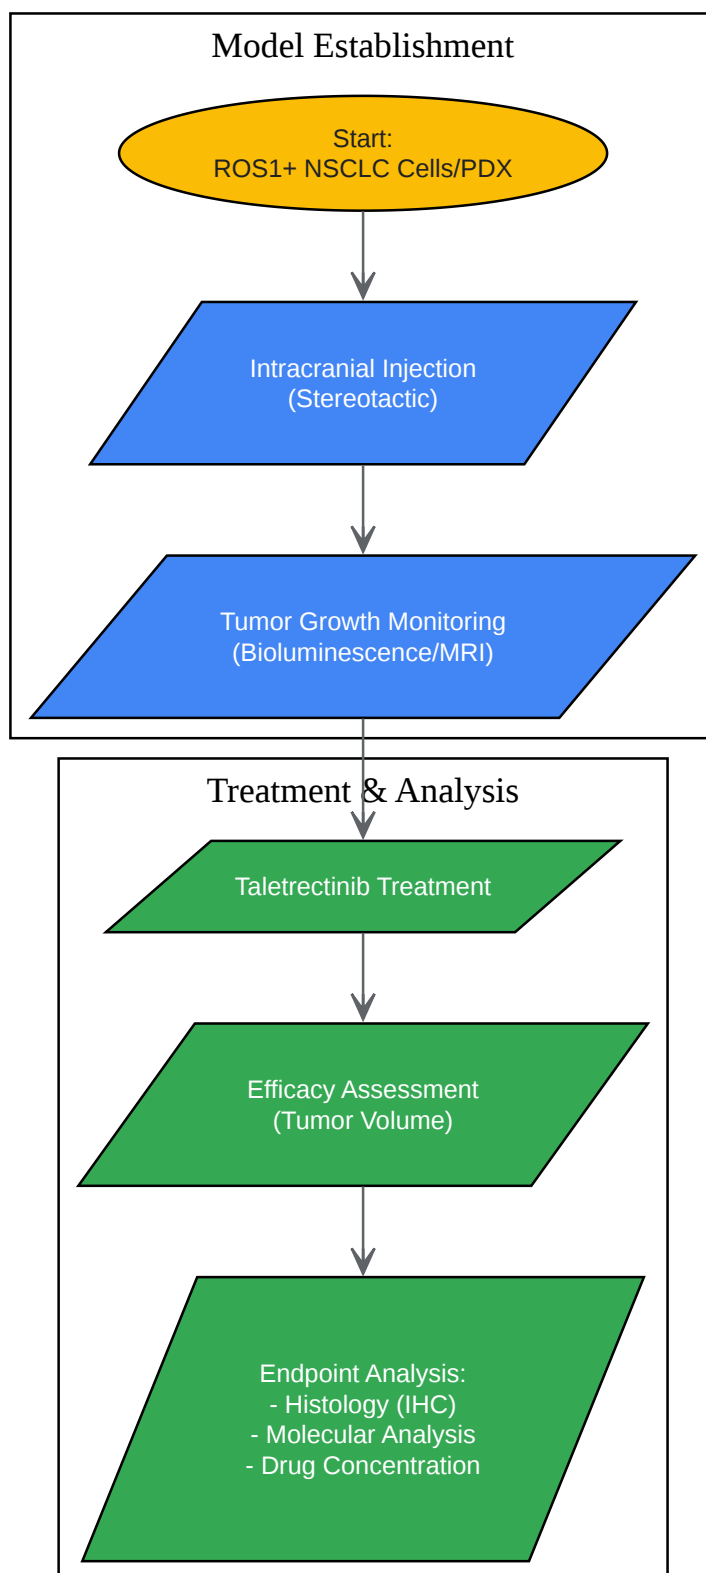 Model Establishment
Start:
ROS1+ NSCLC Cells/PDX
Intracranial Injection
(Stereotactic)
Tumor Growth Monitoring
(Bioluminescence/MRI)
Treatment & Analysis
Taletrectinib Treatment
Efficacy Assessment
(Tumor Volume)
Endpoint Analysis:
- Histology (IHC)
- Molecular Analysis
- Drug Concentration